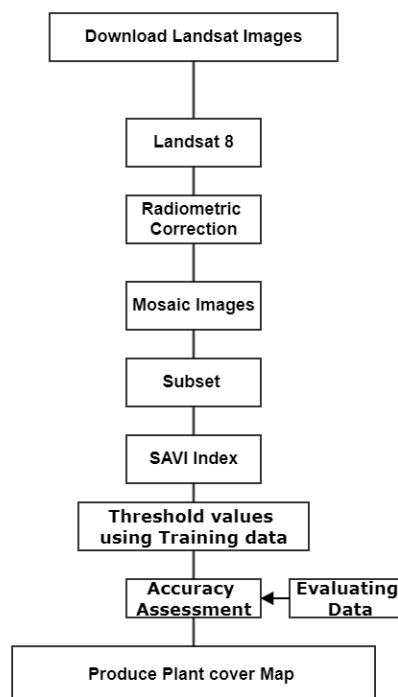 Download Landsat Images
Landsat 8
Radiometric
Correction
Mosaic Images
Subset
SAVI Index
Threshold values
using Training data
Accuracy
Assessment
Evaluating
Data
Produce Plant cover Map